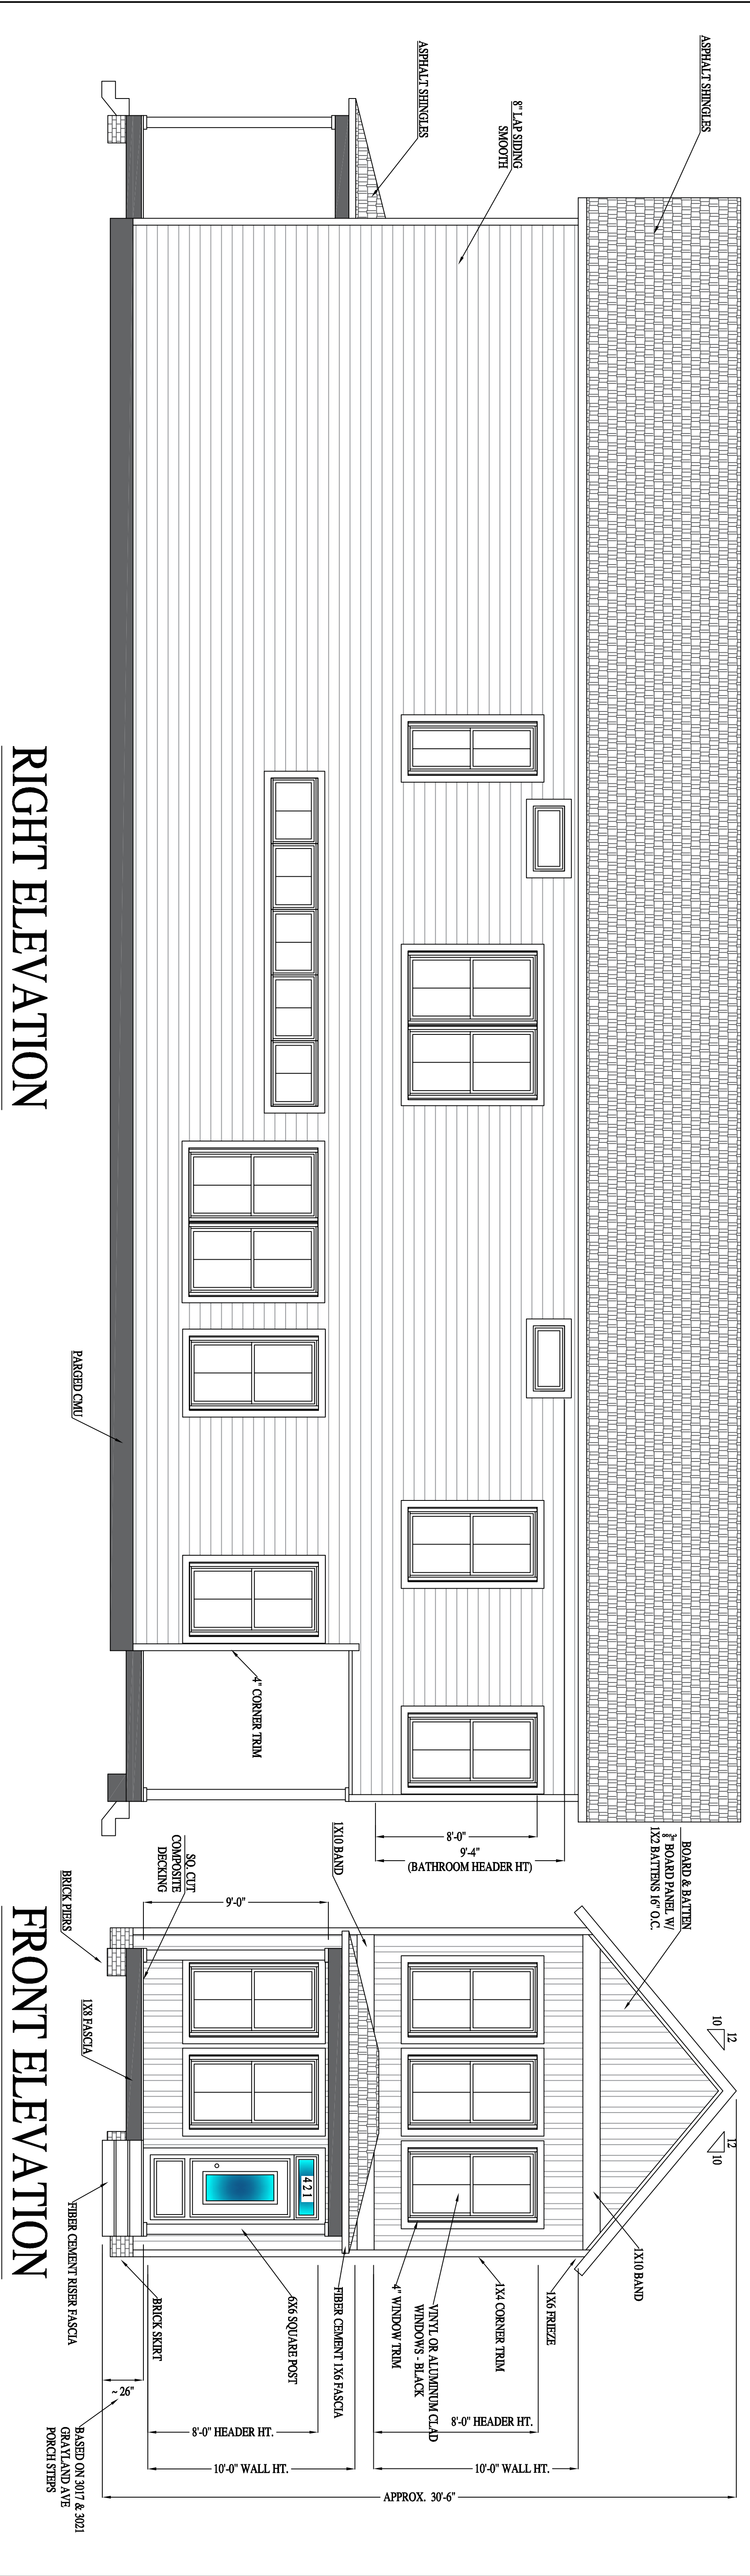 ASPHALT SHINGLES
ASPHALT SHINGLES
8" LAP SIDING
SMOOTH
PARGED CMU
4" CORNER TRIM
8'-0"
9'-4"
(BATHROOM HEADER HT)
RIGHT ELEVATION
BOARD & BATTEN
3/8" BOARD PANEL W/
1X2 BATTENS 16" O.C.
12
10
12
10
1X10 BAND
9'-0"
SQ. CUT
COMPOSITE
DECKING
BRICK PIERS
1X8 FASCIA
421
1X10 BAND
1X6 FRIEZE
1X4 CORNER TRIM
VINYL OR ALUMINUM CLAD
WINDOWS - BLACK
4" WINDOW TRIM
FIBER CEMENT 1X6 FASCIA
6X6 SQUARE POST
BRICK SKIRT
FIBER CEMENT RISER FASCIA
~ 26"
8'-0" HEADER HT.
8'-0" HEADER HT.
10'-0" WALL HT.
10'-0" WALL HT.
APPROX. 30'-6"
BASED ON 3017 & 3021
GRAYLAND AVE
PORCH STEPS
FRONT ELEVATION